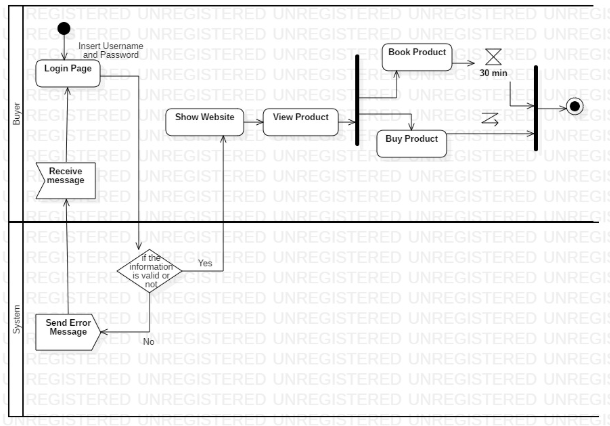 Buyer
Insert Username
and Password
Login Page
Receive
message
Show Website
View Product
Book Product
30 min
Buy Product
System
if the
information
is valid or
not
Yes
No
Send Error
Message
UNREGISTERED UNREGISTERED UNREGISTERED UNREGISTERED